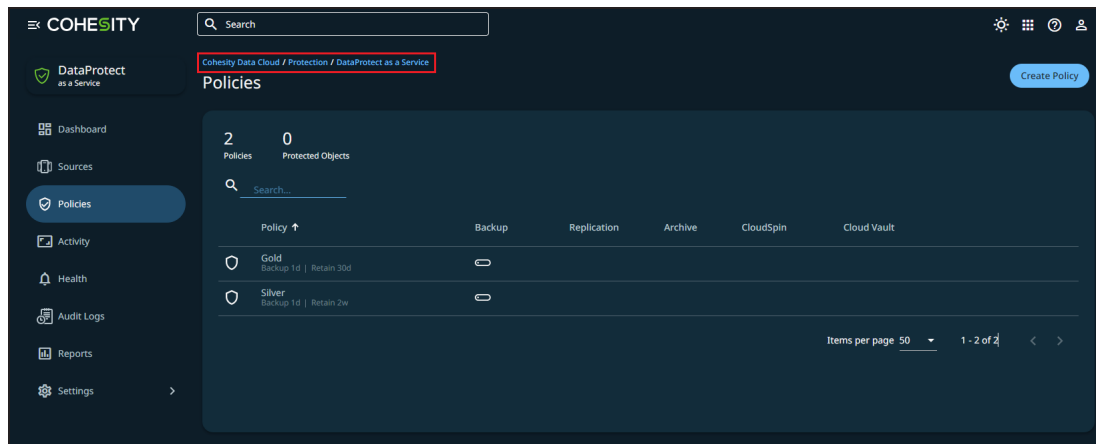 COHESITY
Search
DataProtect
as a Service
Cohesity Data Cloud / Protection / DataProtect as a Service
Policies
Create Policy
Dashboard
Sources
Policies
Activity
Health
Audit Logs
Reports
Settings
2
Policies
0
Protected Objects
Search...
Policy Backup Replication Archive CloudSpin Cloud Vault
Gold
Backup 1d | Retain 30d
Silver
Backup 1d | Retain 2w
Items per page 50 1 - 2 of 2